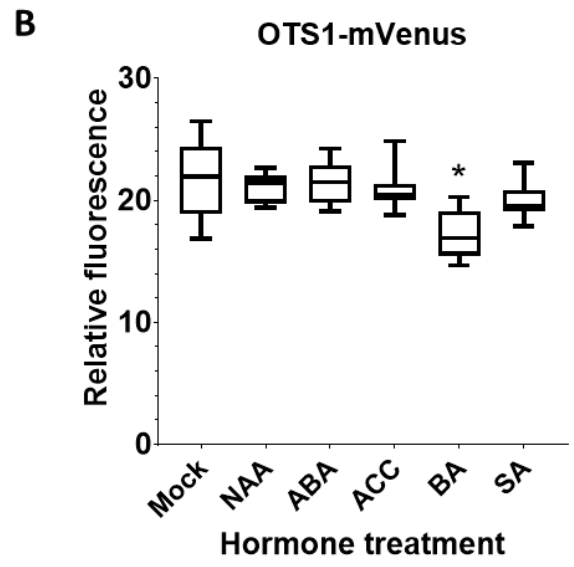 B
OTS1-mVenus
Relative fluorescence
30
20
10
0
*
Mock
NAA
ABA
ACC
BA
SA
Hormone treatment